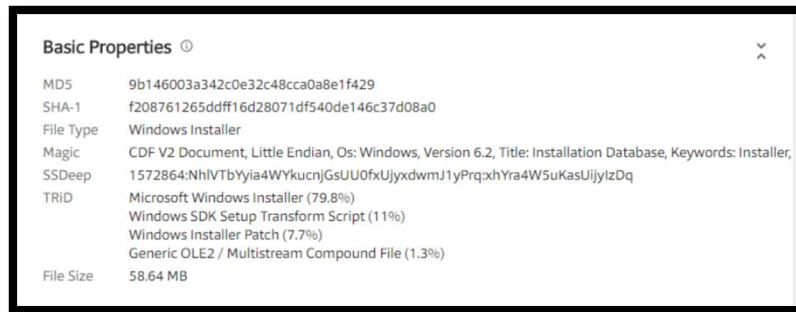 Basic Properties
MD5 9b146003a342c0e32c48cca0a8e1f429
SHA-1 f208761265ddff16d28071df540de146c37d08a0
File Type Windows Installer
Magic CDF V2 Document, Little Endian, Os: Windows, Version 6.2, Title: Installation Database, Keywords: Installer,
SSDeep 1572864:NhlVTbYyia4WYkucnjGsUU0fxUjyxdwmJ1yPrq:xhYra4W5uKasUijyIzDq
TRiD Microsoft Windows Installer (79.8%)
Windows SDK Setup Transform Script (11%)
Windows Installer Patch (7.7%)
Generic OLE2 / Multistream Compound File (1.3%)
File Size 58.64 MB